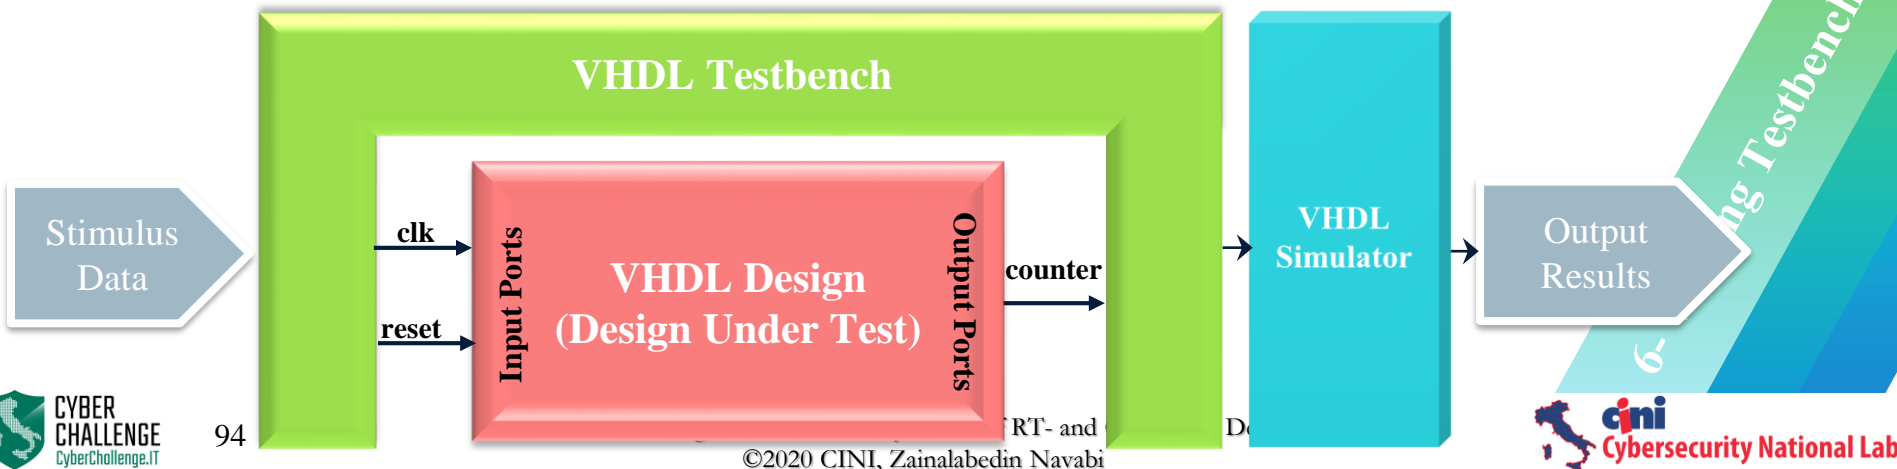 VHDL Testbench
Stimulus
Data
clk
reset
Input Ports
VHDL Design
(Design Under Test)
Output Ports
counter
VHDL
Simulator
Output
Results
6-
ng Testbench
CYBER
CHALLENGE
CyberChallenge.IT
94
RT- and
©2020 CINI, Zainalabedin Navabi
cini
Cybersecurity National Lab